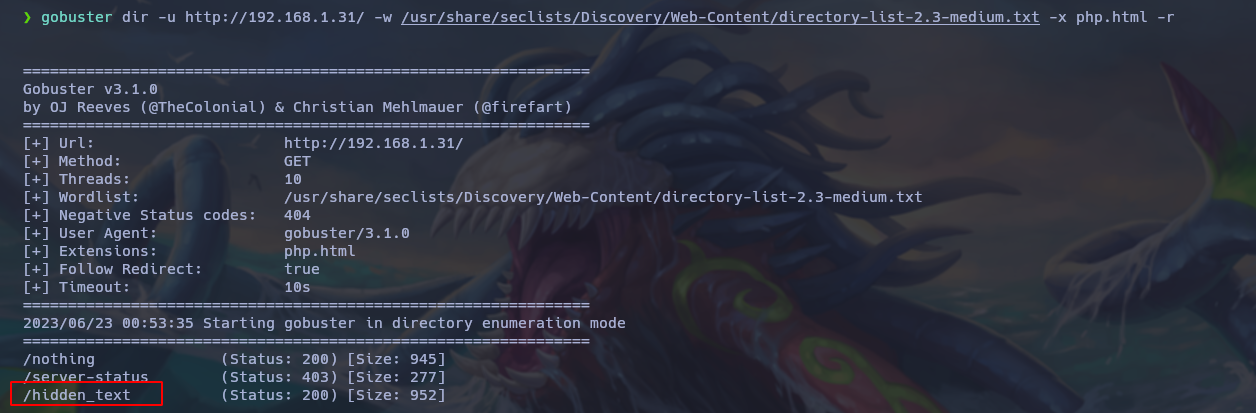 ❯ gobuster dir -u http://192.168.1.31/ -w /usr/share/seclists/Discovery/Web-Content/directory-list-2.3-medium.txt -x php.html -r
===============================================================
Gobuster v3.1.0
by OJ Reeves (@TheColonial) & Christian Mehlmauer (@firefart)
===============================================================
[+] Url:                     http://192.168.1.31/
[+] Method:                  GET
[+] Threads:                 10
[+] Wordlist:                /usr/share/seclists/Discovery/Web-Content/directory-list-2.3-medium.txt
[+] Negative Status codes:   404
[+] User Agent:              gobuster/3.1.0
[+] Extensions:              php.html
[+] Follow Redirect:         true
[+] Timeout:                 10s
===============================================================
2023/06/23 00:53:35 Starting gobuster in directory enumeration mode
===============================================================
/nothing              (Status: 200) [Size: 945]
/server-status        (Status: 403) [Size: 277]
/hidden_text          (Status: 200) [Size: 952]